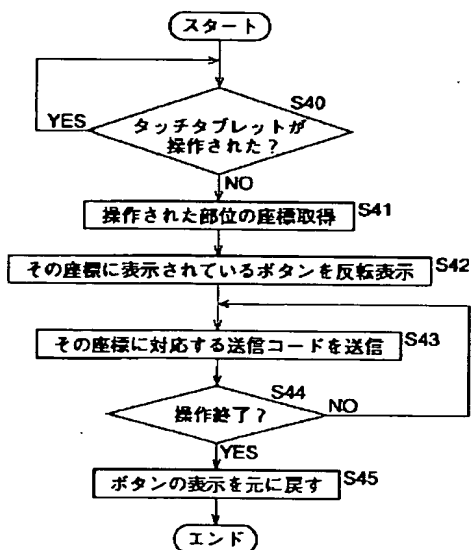 スタート
S40
YES
タッチタブレットが
操作された？
NO
S41
操作された部位の座標取得
S42
その座標に表示されているボタンを反転表示
S43
その座標に対応する送信コードを送信
S44
操作終了？
NO
YES
S45
ボタンの表示を元に戻す
エンド